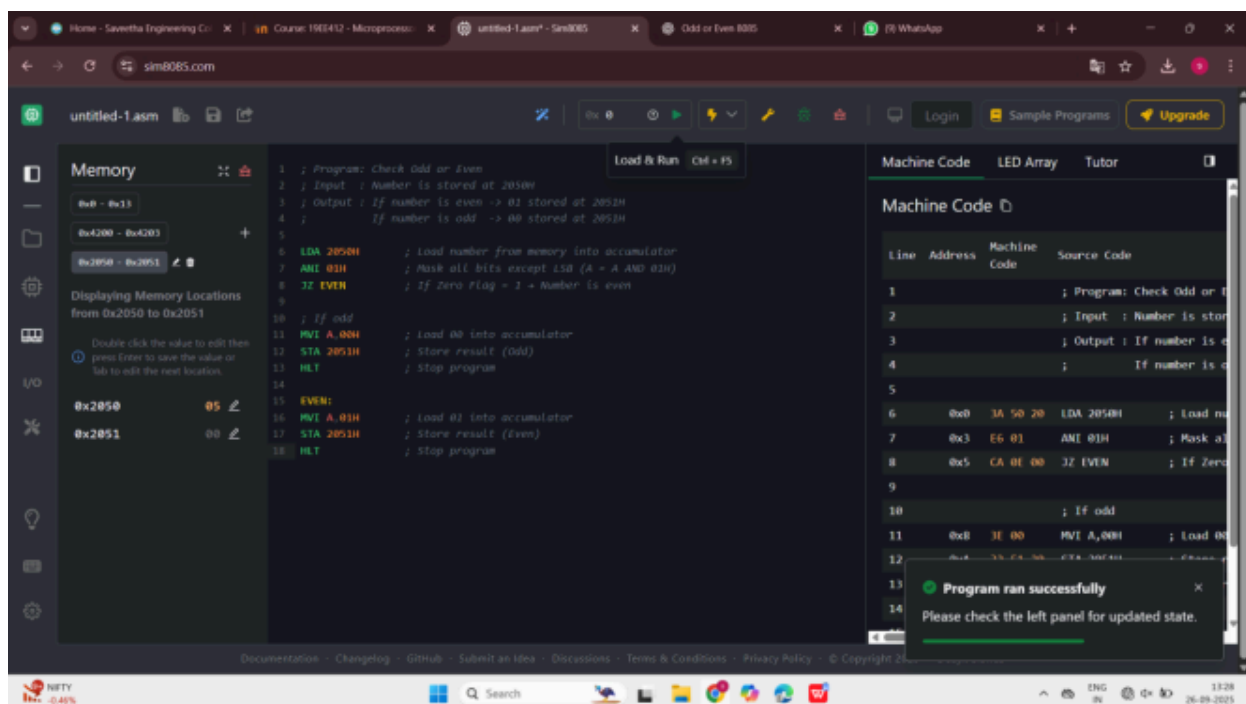 Home - Saveetha Engineering Co
Course: 19EE412 - Microprocessor
untitled-1.asm* - Sim8085
Odd or Even 8085
(9) WhatsApp
sim8085.com
untitled-1.asm
0x 0
Login
Sample Programs
Upgrade
Load & Run Ctrl + F5
Memory
0x0 - 0x13
0x4200 - 0x4203
0x2050 - 0x2051
Displaying Memory Locations
from 0x2050 to 0x2051
Double click the value to edit then
press Enter to save the value or
Tab to edit the next location.
0x2050 05
0x2051 00
I/O
1 ; Program: Check Odd or Even
2 ; Input : Number is stored at 2050H
3 ; Output : If number is even -> 01 stored at 2051H
4 ; If number is odd -> 00 stored at 2051H
5
6 LDA 2050H ; Load number from memory into accumulator
7 ANI 01H ; Mask all bits except LSB (A = A AND 01H)
8 JZ EVEN ; If Zero Flag = 1 → Number is even
9
10 ; If odd
11 MVI A,00H ; Load 00 into accumulator
12 STA 2051H ; Store result (Odd)
13 HLT ; Stop program
14
15 EVEN:
16 MVI A,01H ; Load 01 into accumulator
17 STA 2051H ; Store result (Even)
18 HLT ; Stop program
Machine Code LED Array Tutor
Machine Code
Line Address Machine Code Source Code
1 ; Program: Check Odd or E
2 ; Input : Number is stor
3 ; Output : If number is e
4 ; If number is o
5
6 0x0 3A 50 20 LDA 2050H ; Load nu
7 0x3 E6 01 ANI 01H ; Mask al
8 0x5 CA 0E 00 JZ EVEN ; If Zero
9
10 ; If odd
11 0x8 3E 00 MVI A,00H ; Load 00
12
13
14
Program ran successfully
Please check the left panel for updated state.
Documentation - Changelog - GitHub - Submit an Idea - Discussions - Terms & Conditions - Privacy Policy - © Copyright
NIFTY
-0.46%
Search
ENG
IN
13:28
26-09-2025